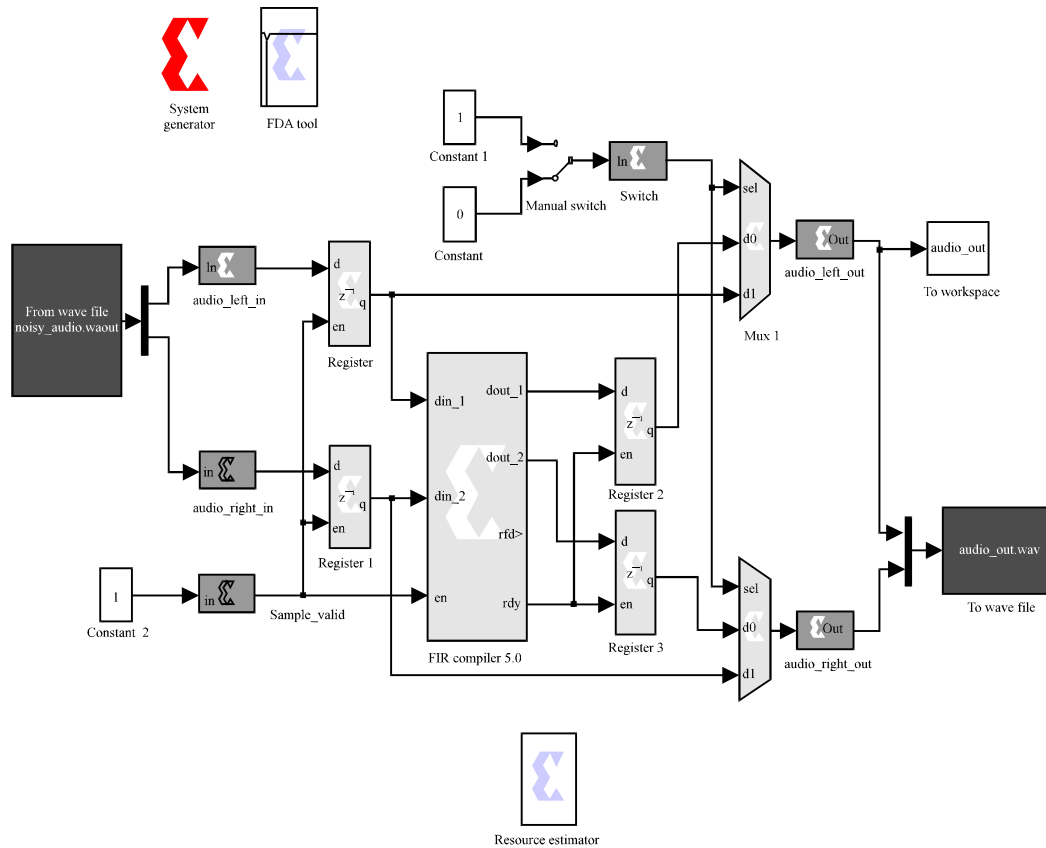 System
generator
FDA tool
1
Constant 1
0
Constant
Manual switch
ln
Switch
sel
d0
d1
Mux 1
Out
audio_left_out
audio_out
To workspace
From wave file
noisy_audio.waout
ln
audio_left_in
d
z⁻¹
q
en
Register
in
audio_right_in
d
z⁻¹
q
en
Register 1
1
Constant 2
in
Sample_valid
din_1
din_2
en
dout_1
dout_2
rfd>
rdy
FIR compiler 5.0
d
z⁻¹
q
en
Register 2
d
z⁻¹
q
en
Register 3
sel
d0
d1
Out
audio_right_out
audio_out.wav
To wave file
Resource estimator